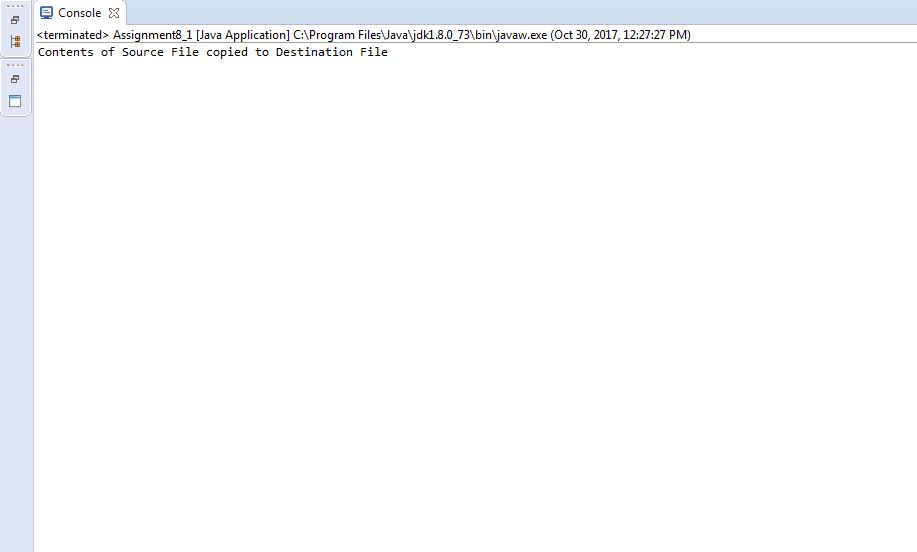 Console
<terminated> Assignment8_1 [Java Application] C:\Program Files\Java\jdk1.8.0_73\bin\javaw.exe (Oct 30, 2017, 12:27:27 PM)
Contents of Source File copied to Destination File